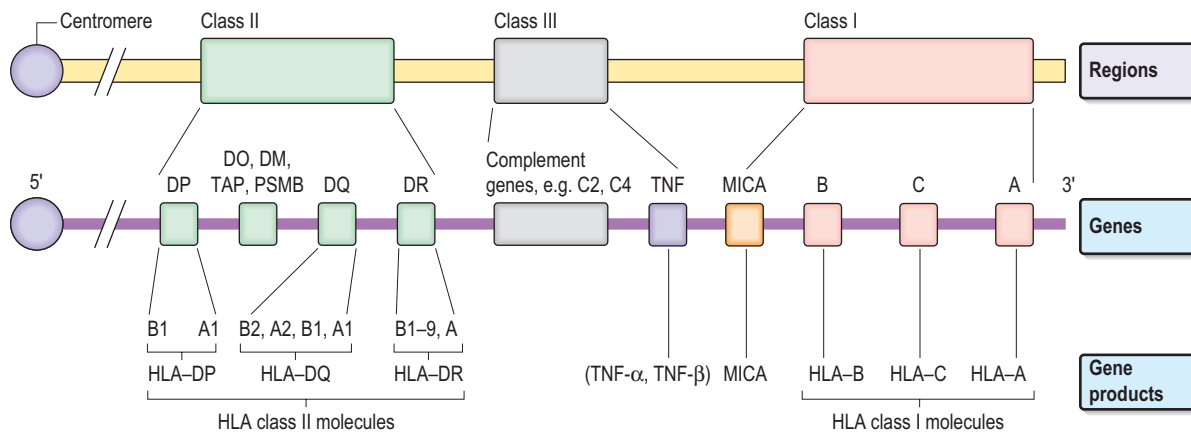 Centromere
Class II
Class III
Class I
Regions
5'
DP
DO, DM,
TAP, PSMB
DQ
DR
Complement
genes, e.g. C2, C4
TNF
MICA
B
C
A
3'
Genes
B1 A1
B2, A2, B1, A1
B1–9, A
HLA–DP
HLA–DQ
HLA–DR
(TNF-α, TNF-β)
MICA
HLA–B
HLA–C
HLA–A
Gene
products
HLA class II molecules
HLA class I molecules